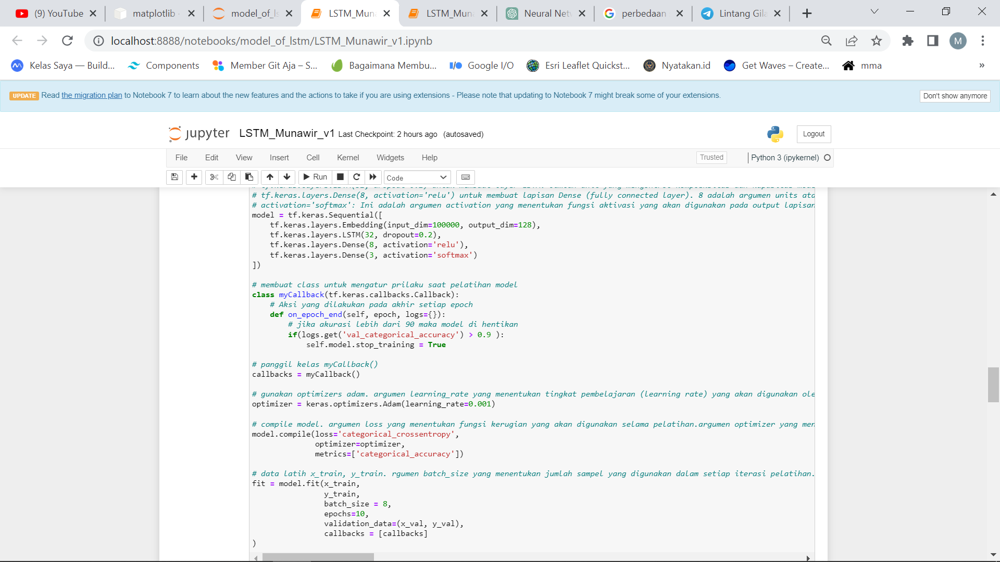 (9) YouTube
matplotlib
model_of_ls
LSTM_Mun
LSTM_Mun
Neural Net
perbedaan
Lintang Gila
localhost:8888/notebooks/model_of_lstm/LSTM_Munawir_v1.ipynb
M
Kelas Saya — Build...
Components
Member Git Aja – S...
Bagaimana Membu...
I/O Google I/O
Esri Leaflet Quickst...
Nyatakan.id
Get Waves – Create...
mma
»
UPDATE Read the migration plan to Notebook 7 to learn about the new features and the actions to take if you are using extensions - Please note that updating to Notebook 7 might break some of your extensions.
Don't show anymore
jupyter LSTM_Munawir_v1 Last Checkpoint: 2 hours ago (autosaved)
Logout
File Edit View Insert Cell Kernel Widgets Help
Trusted
Python 3 (ipykernel)
Run
Code
# tf.keras.layers.Dense(8, activation='relu') untuk membuat lapisan Dense (fully connected layer). 8 adalah argumen units ata
# activation='softmax': Ini adalah argumen activation yang menentukan fungsi aktivasi yang akan digunakan pada output lapisan
model = tf.keras.Sequential([
    tf.keras.layers.Embedding(input_dim=100000, output_dim=128),
    tf.keras.layers.LSTM(32, dropout=0.2),
    tf.keras.layers.Dense(8, activation='relu'),
    tf.keras.layers.Dense(3, activation='softmax')
])
# membuat class untuk mengatur prilaku saat pelatihan model
class myCallback(tf.keras.callbacks.Callback):
    # Aksi yang dilakukan pada akhir setiap epoch
    def on_epoch_end(self, epoch, logs={}):
        # jika akurasi lebih dari 90 maka model di hentikan
        if(logs.get('val_categorical_accuracy') > 0.9 ):
            self.model.stop_training = True
# panggil kelas myCallback()
callbacks = myCallback()
# gunakan optimizers adam. argumen learning_rate yang menentukan tingkat pembelajaran (learning rate) yang akan digunakan ole
optimizer = keras.optimizers.Adam(learning_rate=0.001)
# compile model. argumen loss yang menentukan fungsi kerugian yang akan digunakan selama pelatihan.argumen optimizer yang men
model.compile(loss='categorical_crossentropy',
              optimizer=optimizer,
              metrics=['categorical_accuracy'])
# data latih x_train, y_train. rgumen batch_size yang menentukan jumlah sampel yang digunakan dalam setiap iterasi pelatihan.
fit = model.fit(x_train,
                y_train,
                batch_size = 8,
                epochs=10,
                validation_data=(x_val, y_val),
                callbacks = [callbacks]
)